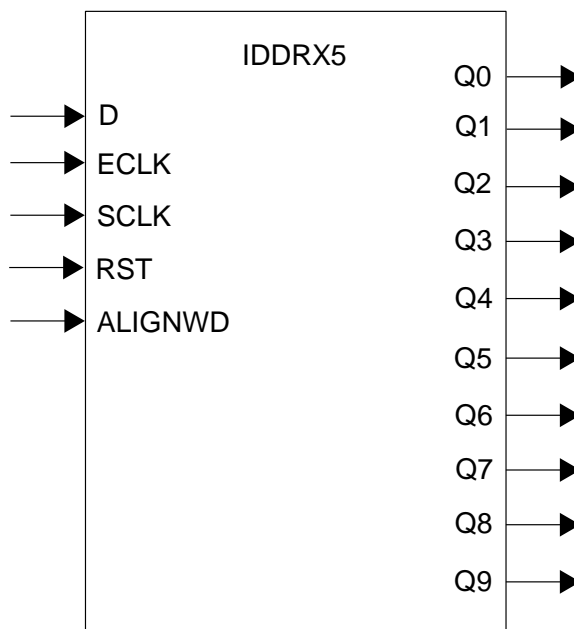 IDDRX5
D
ECLK
SCLK
RST
ALIGNWD
Q0
Q1
Q2
Q3
Q4
Q5
Q6
Q7
Q8
Q9